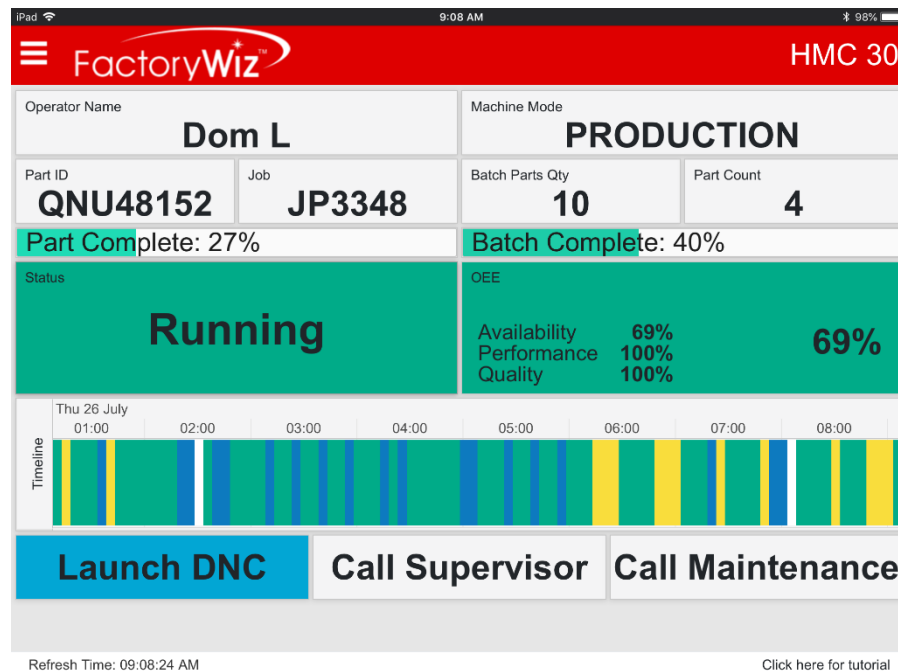 iPad 9:08 AM 98%
FactoryWiz™ HMC 30
Operator Name
Dom L
Machine Mode
PRODUCTION
Part ID
QNU48152
Job
JP3348
Batch Parts Qty
10
Part Count
4
Part Complete: 27%
Batch Complete: 40%
Status
Running
OEE
Availability 69%
Performance 100%
Quality 100%
69%
Thu 26 July
01:00 02:00 03:00 04:00 05:00 06:00 07:00 08:00
Timeline
Launch DNC
Call Supervisor
Call Maintenance
Refresh Time: 09:08:24 AM
Click here for tutorial